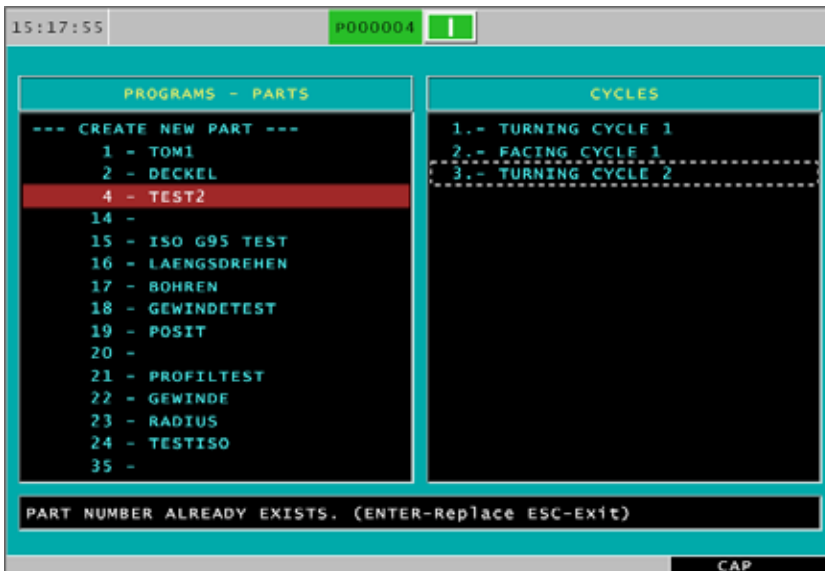 15:17:55 P000004
PROGRAMS - PARTS
--- CREATE NEW PART ---
1 - TOM1
2 - DECKEL
4 - TEST2
14 -
15 - ISO G95 TEST
16 - LAENGSDREHEN
17 - BOHREN
18 - GEWINDETEST
19 - POSIT
20 -
21 - PROFILTEST
22 - GEWINDE
23 - RADIUS
24 - TESTISO
35 -
CYCLES
1.- TURNING CYCLE 1
2.- FACING CYCLE 1
3.- TURNING CYCLE 2
PART NUMBER ALREADY EXISTS. (ENTER-Replace ESC-Exit)
CAP